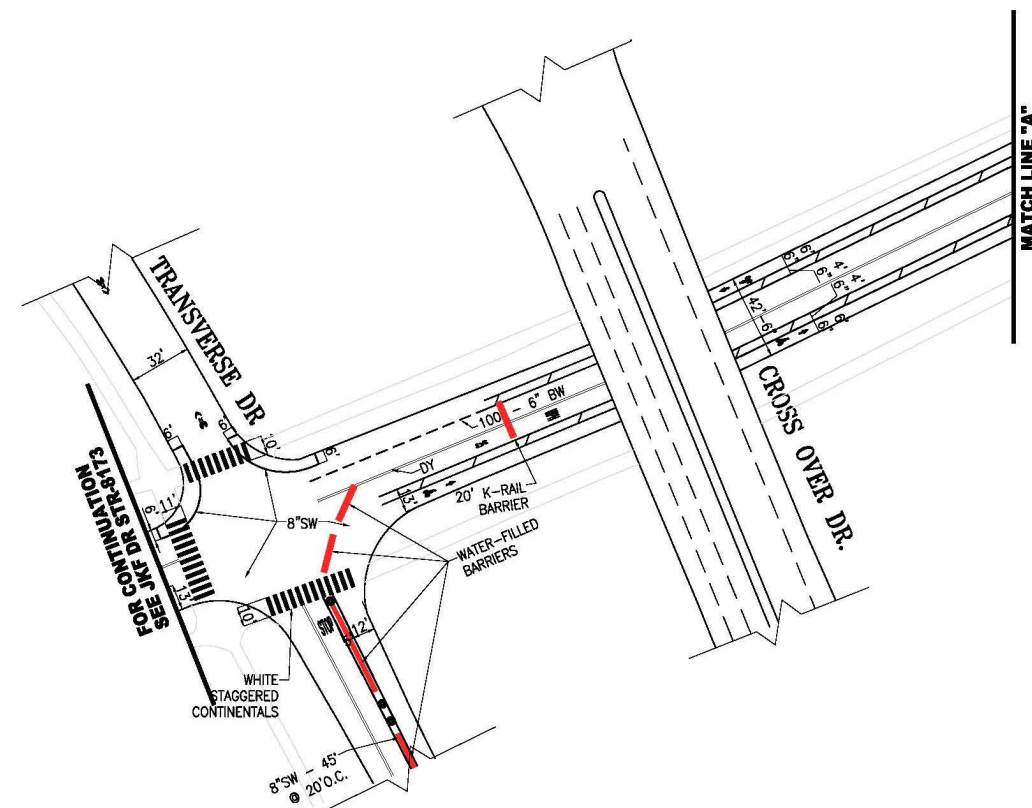 MATCH LINE "A"
TRANSVERSE DR
32'
6'
6'
10'
6'
11'
6'
13'
10'
FOR CONTINUATION
SEE JKF DR STR-8173
8"SW
DY
100 - 6" BW
13'
20' K-RAIL
BARRIER
WATER-FILLED
BARRIERS
STOP
12'
WHITE
STAGGERED
CONTINENTALS
8"SW - 45'
@ 20'O.C.
CROSS OVER DR.
42'-6"
6'
6"
4'
6"
6"
4'
6'
6"